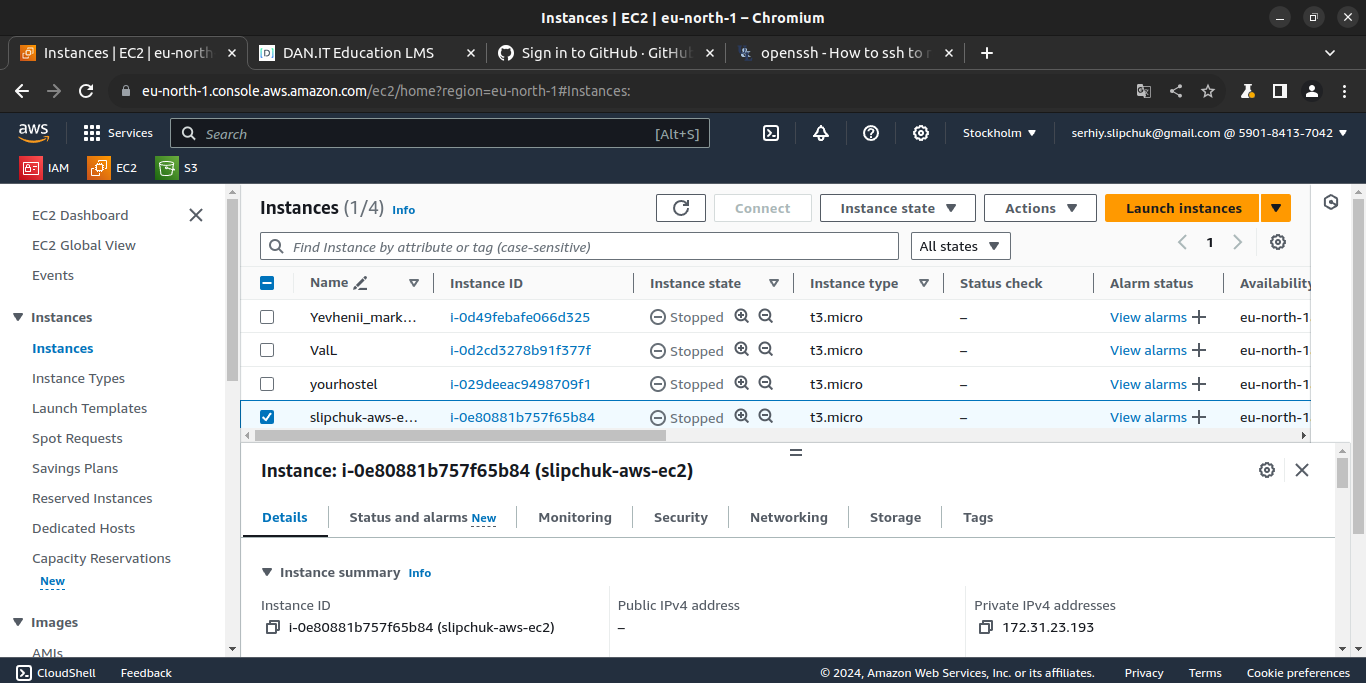 Instances | EC2 | eu-north-1 – Chromium
Instances | EC2 | eu-north
DAN.IT Education LMS
Sign in to GitHub · GitHub
openssh - How to ssh to
eu-north-1.console.aws.amazon.com/ec2/home?region=eu-north-1#Instances:
aws Services Search [Alt+S] Stockholm serhiy.slipchuk@gmail.com @ 5901-8413-7042
IAM EC2 S3
EC2 Dashboard
EC2 Global View
Events
Instances
Instances
Instance Types
Launch Templates
Spot Requests
Savings Plans
Reserved Instances
Dedicated Hosts
Capacity Reservations
New
Images
AMIs
Instances (1/4) Info
Connect Instance state Actions Launch instances
Find Instance by attribute or tag (case-sensitive) All states 1
Name Instance ID Instance state Instance type Status check Alarm status Availability
Yevhenii_mark… i-0d49febafe066d325 Stopped t3.micro – View alarms eu-north-1
ValL i-0d2cd3278b91f377f Stopped t3.micro – View alarms eu-north-1
yourhostel i-029deeac9498709f1 Stopped t3.micro – View alarms eu-north-1
slipchuk-aws-e… i-0e80881b757f65b84 Stopped t3.micro – View alarms eu-north-1
Instance: i-0e80881b757f65b84 (slipchuk-aws-ec2)
Details Status and alarms New Monitoring Security Networking Storage Tags
Instance summary Info
Instance ID Public IPv4 address Private IPv4 addresses
i-0e80881b757f65b84 (slipchuk-aws-ec2) – 172.31.23.193
CloudShell Feedback © 2024, Amazon Web Services, Inc. or its affiliates. Privacy Terms Cookie preferences